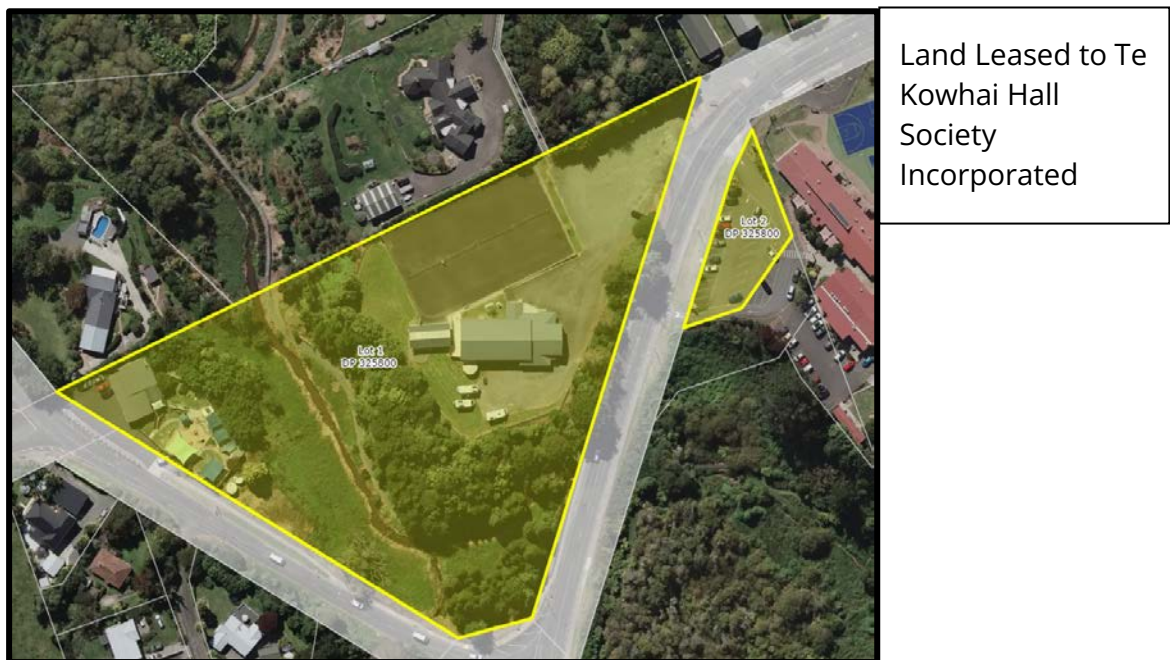 Land Leased to Te
Kowhai Hall
Society
Incorporated
Lot 1
DP 325800
Lot 2
DP 325800